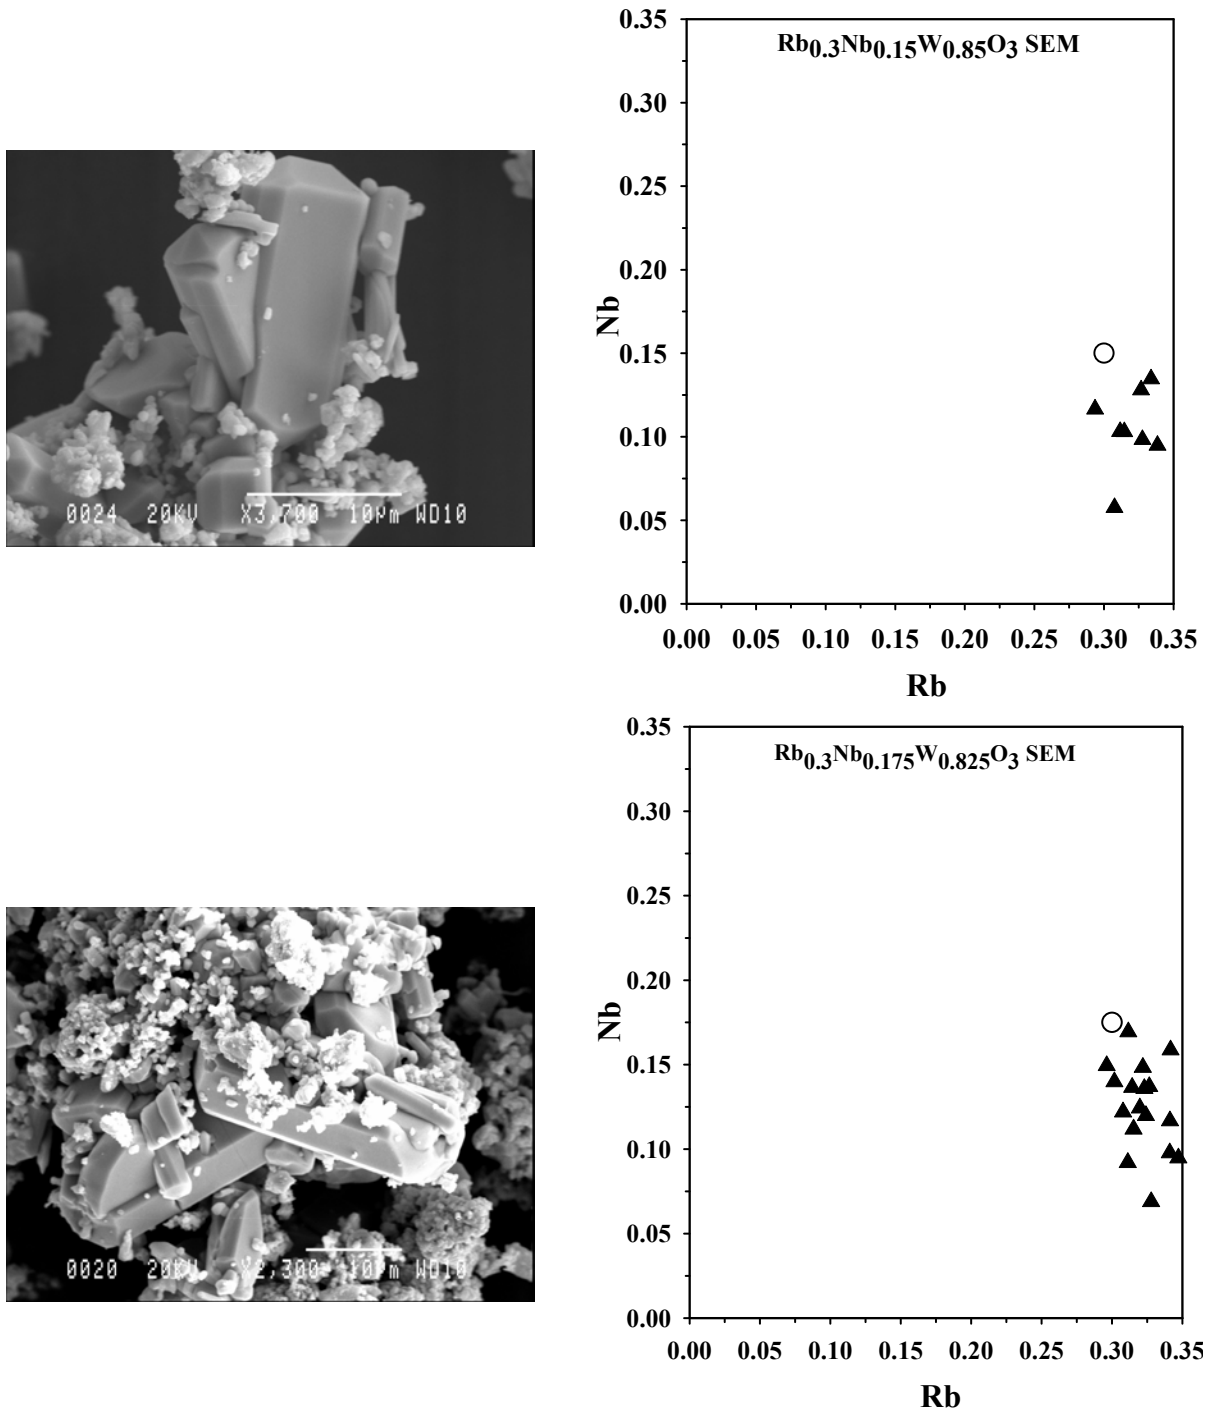 0.35
Rb0.3Nb0.15W0.85O3 SEM
0.30
0.25
0.20
Nb
0.15
0.10
0.05
0.00
0.00 0.05 0.10 0.15 0.20 0.25 0.30 0.35
Rb
0024 20KV X3,700 10µm WD10
0.35
Rb0.3Nb0.175W0.825O3 SEM
0.30
0.25
0.20
Nb
0.15
0.10
0.05
0.00
0.00 0.05 0.10 0.15 0.20 0.25 0.30 0.35
Rb
0020 20KV X2,300 10µm WD10